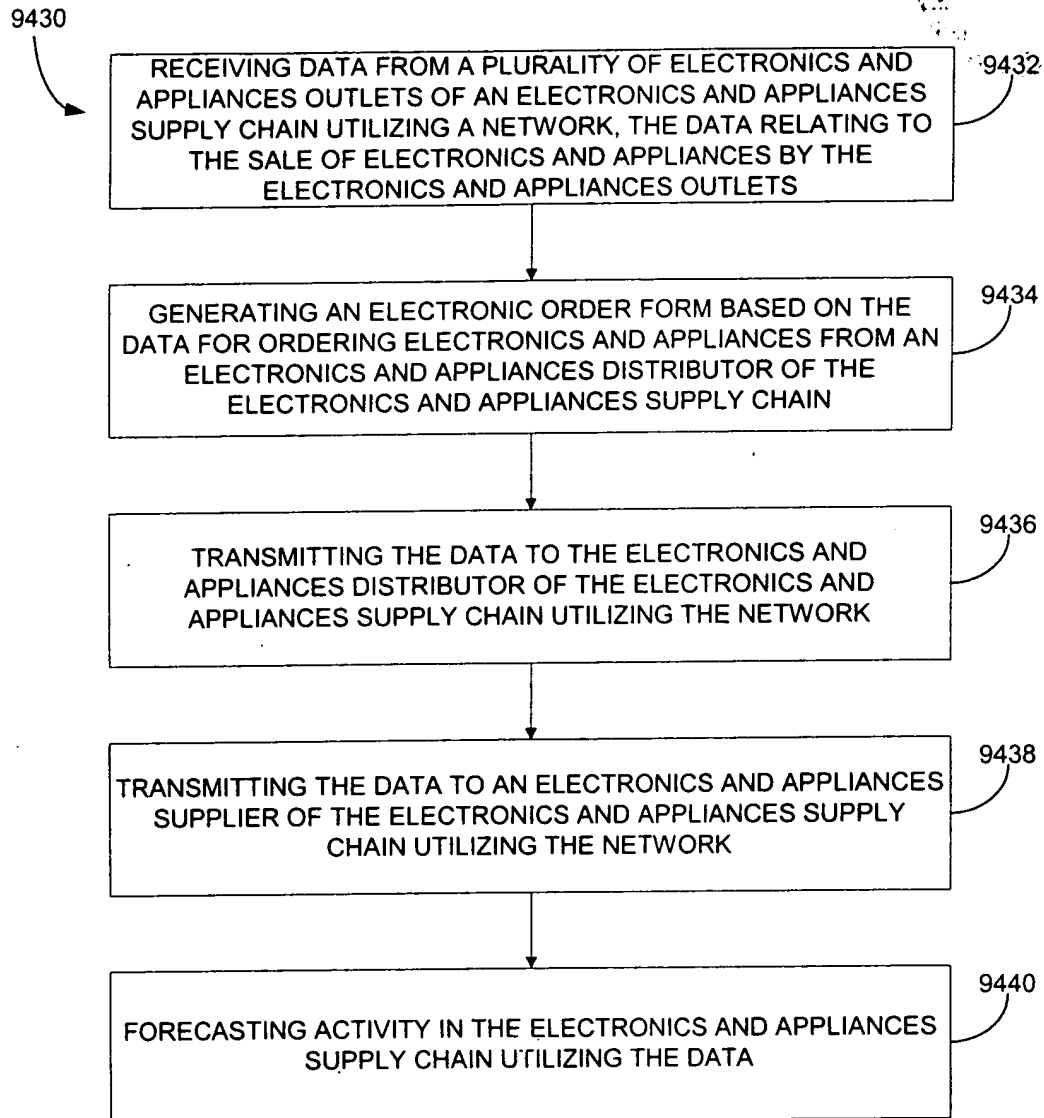 9430
RECEIVING DATA FROM A PLURALITY OF ELECTRONICS AND
APPLIANCES OUTLETS OF AN ELECTRONICS AND APPLIANCES
SUPPLY CHAIN UTILIZING A NETWORK, THE DATA RELATING TO
THE SALE OF ELECTRONICS AND APPLIANCES BY THE
ELECTRONICS AND APPLIANCES OUTLETS
9432
GENERATING AN ELECTRONIC ORDER FORM BASED ON THE
DATA FOR ORDERING ELECTRONICS AND APPLIANCES FROM AN
ELECTRONICS AND APPLIANCES DISTRIBUTOR OF THE
ELECTRONICS AND APPLIANCES SUPPLY CHAIN
9434
TRANSMITTING THE DATA TO THE ELECTRONICS AND
APPLIANCES DISTRIBUTOR OF THE ELECTRONICS AND
APPLIANCES SUPPLY CHAIN UTILIZING THE NETWORK
9436
TRANSMITTING THE DATA TO AN ELECTRONICS AND APPLIANCES
SUPPLIER OF THE ELECTRONICS AND APPLIANCES SUPPLY
CHAIN UTILIZING THE NETWORK
9438
FORECASTING ACTIVITY IN THE ELECTRONICS AND APPLIANCES
SUPPLY CHAIN UTILIZING THE DATA
9440